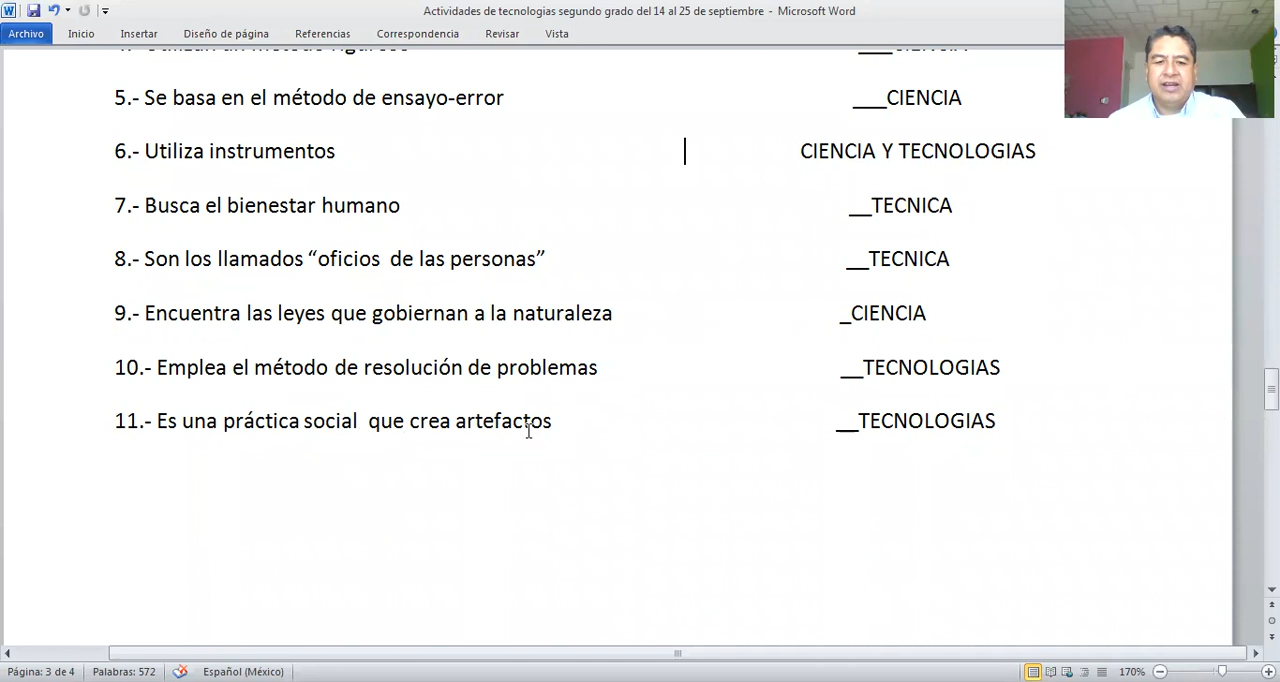 Actividades de tecnologias segundo grado del 14 al 25 de septiembre - Microsoft Word
Archivo Inicio Insertar Diseño de página Referencias Correspondencia Revisar Vista
5.- Se basa en el método de ensayo-error ___CIENCIA
6.- Utiliza instrumentos CIENCIA Y TECNOLOGIAS
7.- Busca el bienestar humano __TECNICA
8.- Son los llamados “oficios de las personas” __TECNICA
9.- Encuentra las leyes que gobiernan a la naturaleza _CIENCIA
10.- Emplea el método de resolución de problemas __TECNOLOGIAS
11.- Es una práctica social que crea artefactos __TECNOLOGIAS
Página: 3 de 4 Palabras: 572 Español (México) 170%